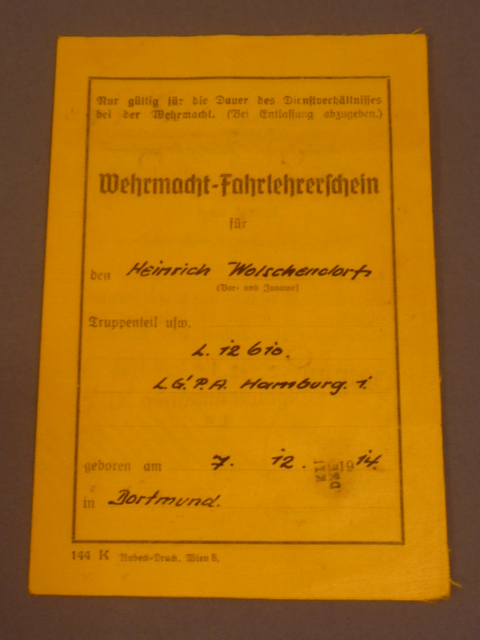 Nur gültig für die Dauer des Dienstverhältnisses
bei der Wehrmacht. (Bei Entlassung abzugeben.)
Wehrmacht-Fahrlehrerschein
für
den Heinrich Wolschendorf
(Vor- und Zuname)
Truppenteil usw.
L. 12610.
L.G.P.A. Hamburg. 1.
geboren am 7. 12. 1914.
in Dortmund.
144 K Wien